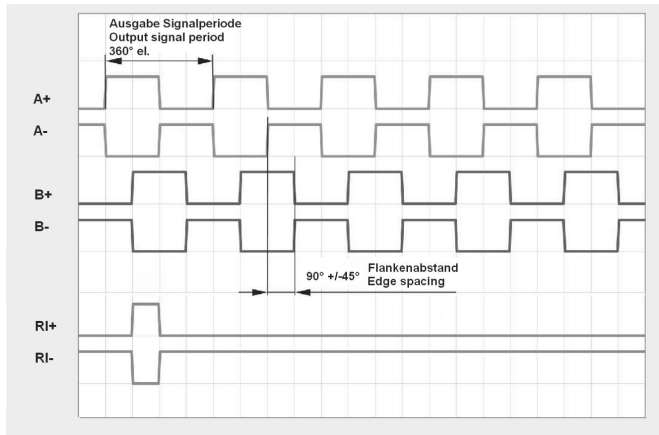 Ausgabe Signalperiode
Output signal period
360° el.
A+
A-
B+
B-
90° +/-45°
Flankenabstand
Edge spacing
RI+
RI-